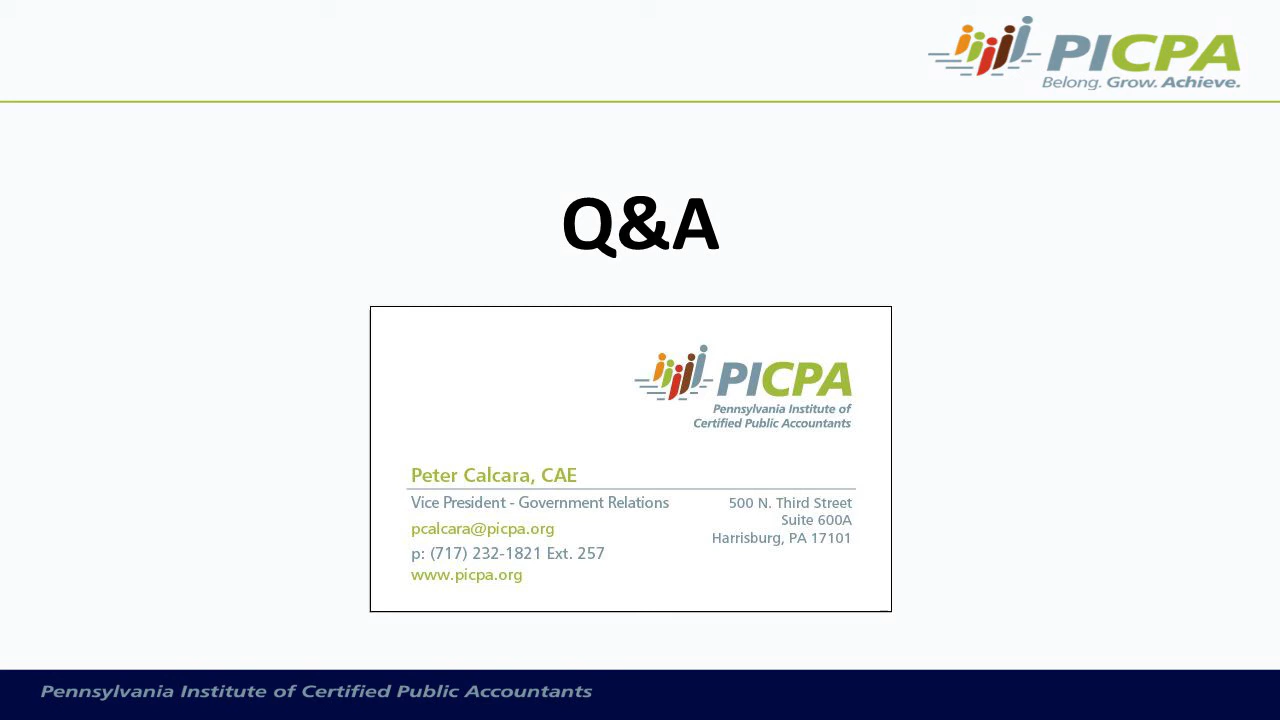 PICPA
Belong. Grow. Achieve.
Q&A
PICPA
Pennsylvania Institute of
Certified Public Accountants
Peter Calcara, CAE
Vice President - Government Relations
pcalcara@picpa.org
p: (717) 232-1821 Ext. 257
www.picpa.org
500 N. Third Street
Suite 600A
Harrisburg, PA 17101
Pennsylvania Institute of Certified Public Accountants